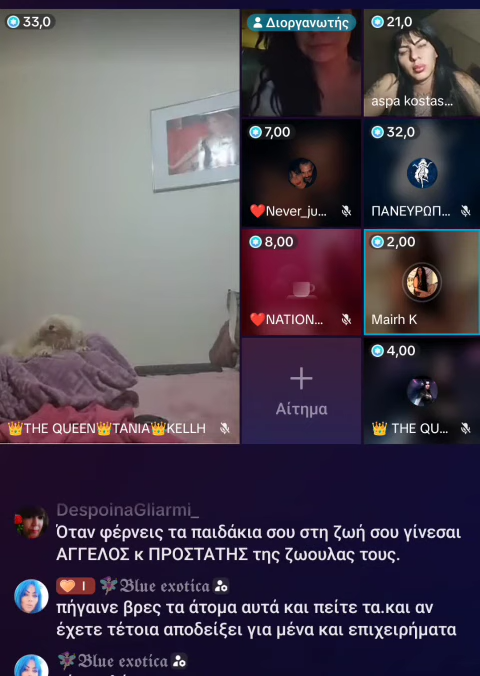 33,0
Διοργανωτής
21,0
aspa kostas...
7,00
❤️Never_ju...
32,0
ΠΑΝΕΥΡΩΠ...
8,00
❤️NATION...
2,00
Mairh K
Αίτημα
4,00
👑 THE QU...
👑THE QUEEN👑TANIA👑KELLH
DespoinaGliarmi_
Όταν φέρνεις τα παιδάκια σου στη ζωή σου γίνεσαι
ΑΓΓΕΛΟΣ κ ΠΡΟΣΤΑΤΗΣ της ζωουλας τους.
I 🧚 𝕭𝖑𝖚𝖊 𝖊𝖝𝖔𝖙𝖎𝖈𝖆
πήγαινε βρες τα άτομα αυτά και πείτε τα.και αν
έχετε τέτοια αποδείξει για μένα και επιχειρήματα
🧚 𝕭𝖑𝖚𝖊 𝖊𝖝𝖔𝖙𝖎𝖈𝖆